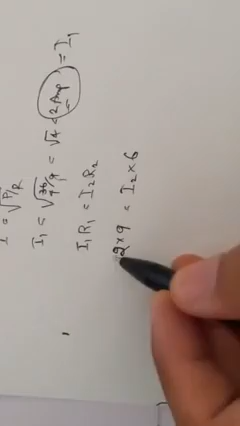 I = √P/R
I₁ = √36/9 = √4 = 2 Amp = I₁
I₁R₁ = I₂R₂
2×9 = I₂×6